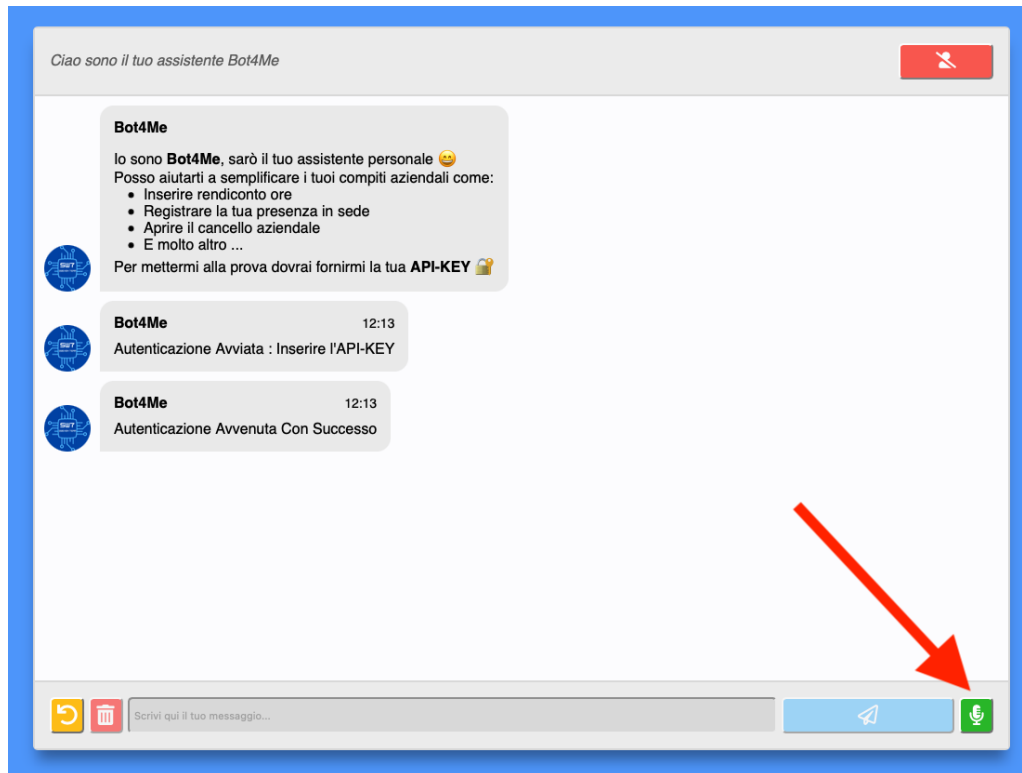 Ciao sono il tuo assistente Bot4Me
Bot4Me
Io sono Bot4Me, sarò il tuo assistente personale 😄
Posso aiutarti a semplificare i tuoi compiti aziendali come:
• Inserire rendiconto ore
• Registrare la tua presenza in sede
• Aprire il cancello aziendale
• E molto altro ...
Per mettermi alla prova dovrai fornirmi la tua API-KEY 🔐
Bot4Me 12:13
Autenticazione Avviata : Inserire l'API-KEY
Bot4Me 12:13
Autenticazione Avvenuta Con Successo
Scrivi qui il tuo messaggio...